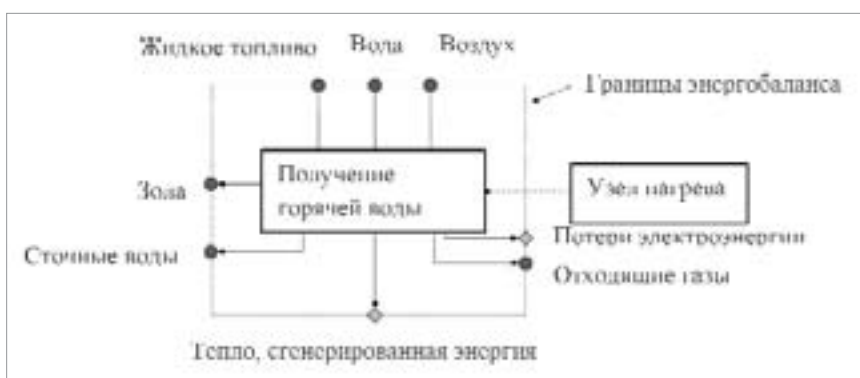 Жидкое топливо
Вода
Воздух
Границы энергобаланса
Получение
горячей воды
Узел нагрева
Зола
Потери электроэнергии
Сточные воды
Отходящие газы
Тепло, сгенерированная энергия